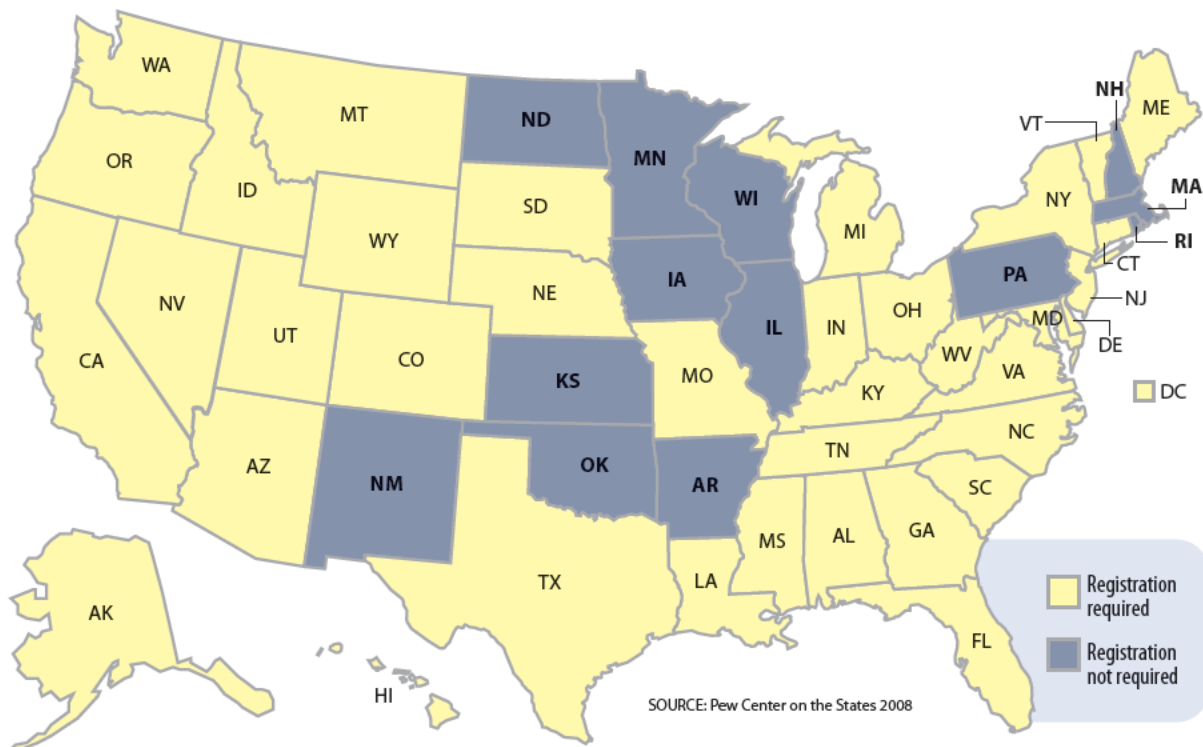 WA
MT
ND
MN
OR
ID
SD
WI
WY
MI
NH
ME
VT
NY
MA
RI
CT
PA
NJ
NV
UT
NE
IA
IL
IN
OH
MD
DE
CA
CO
KS
MO
WV
VA
KY
DC
AZ
NM
OK
AR
TN
NC
SC
TX
LA
MS
AL
GA
FL
AK
HI
Registration
required
Registration
not required
SOURCE: Pew Center on the States 2008